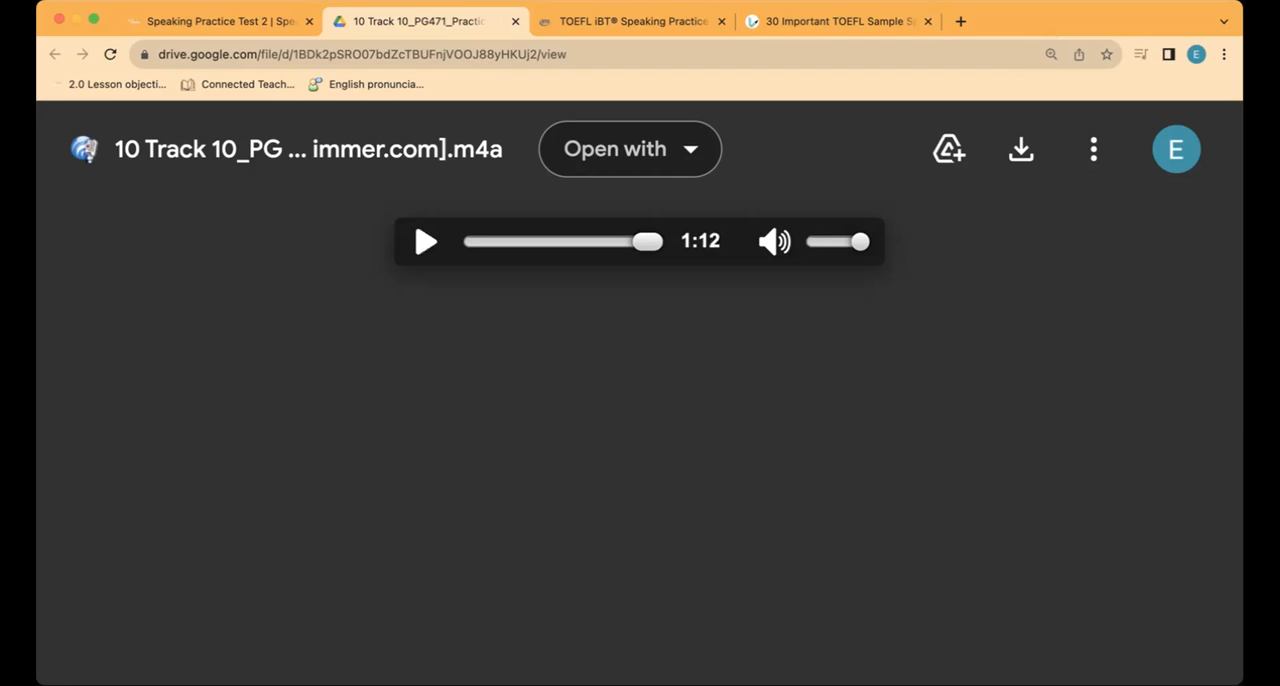 Speaking Practice Test 2 | Spe
10 Track 10_PG471_Practic
TOEFL iBT® Speaking Practice
30 Important TOEFL Sample S
drive.google.com/file/d/1BDk2pSRO07bdZcTBUFnjVOOJ88yHKUj2/view
E
2.0 Lesson objecti...
Connected Teach...
English pronuncia...
10 Track 10_PG ... immer.com].m4a
Open with
E
1:12